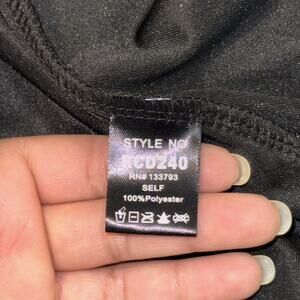 STYLE NO
RCD240
RN# 133793
SELF
100%Polyester